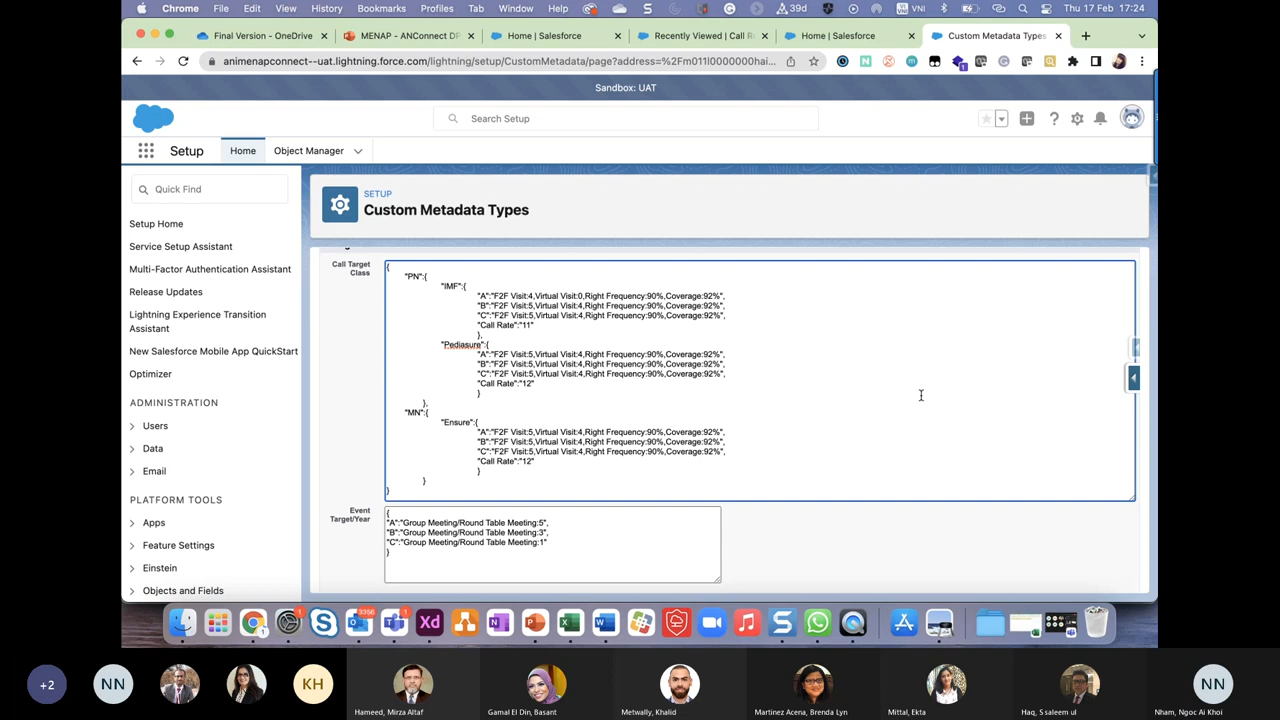 Chrome File Edit View History Bookmarks Profiles Tab Window Help 39d VNI Thu 17 Feb 17:24
Final Version - OneDrive MENAP - ANConnect DP Home | Salesforce Recently Viewed | Call R Home | Salesforce Custom Metadata Types
animenapconnect--uat.lightning.force.com/lightning/setup/CustomMetadata/page?address=%2Fm01I0000000hai...
Sandbox: UAT
Search Setup
Setup Home Object Manager
Quick Find
SETUP
Custom Metadata Types
Setup Home
Service Setup Assistant
Multi-Factor Authentication Assistant
Release Updates
Lightning Experience Transition
Assistant
New Salesforce Mobile App QuickStart
Optimizer
ADMINISTRATION
Users
Data
Email
PLATFORM TOOLS
Apps
Feature Settings
Einstein
Objects and Fields
Call Target
Class
{
"PN":{
"IMF":{
"A":"F2F Visit:4,Virtual Visit:0,Right Frequency:90%,Coverage:92%",
"B":"F2F Visit:5,Virtual Visit:4,Right Frequency:90%,Coverage:92%",
"C":"F2F Visit:5,Virtual Visit:4,Right Frequency:90%,Coverage:92%",
"Call Rate":"11"
},
"Pediasure":{
"A":"F2F Visit:5,Virtual Visit:4,Right Frequency:90%,Coverage:92%",
"B":"F2F Visit:5,Virtual Visit:4,Right Frequency:90%,Coverage:92%",
"C":"F2F Visit:5,Virtual Visit:4,Right Frequency:90%,Coverage:92%",
"Call Rate":"12"
}
},
"MN":{
"Ensure":{
"A":"F2F Visit:5,Virtual Visit:4,Right Frequency:90%,Coverage:92%",
"B":"F2F Visit:5,Virtual Visit:4,Right Frequency:90%,Coverage:92%",
"C":"F2F Visit:5,Virtual Visit:4,Right Frequency:90%,Coverage:92%",
"Call Rate":"12"
}
}
}
Event
Target/Year
{
"A":"Group Meeting/Round Table Meeting:5",
"B":"Group Meeting/Round Table Meeting:3",
"C":"Group Meeting/Round Table Meeting:1"
}
1 3356 1
Xd
+2 NN KH NN
Hameed, Mirza Altaf Gamal El Din, Basant Metwally, Khalid Martinez Acena, Brenda Lyn Mittal, Ekta Haq, S saleem ul Nham, Ngoc Ai Khoi